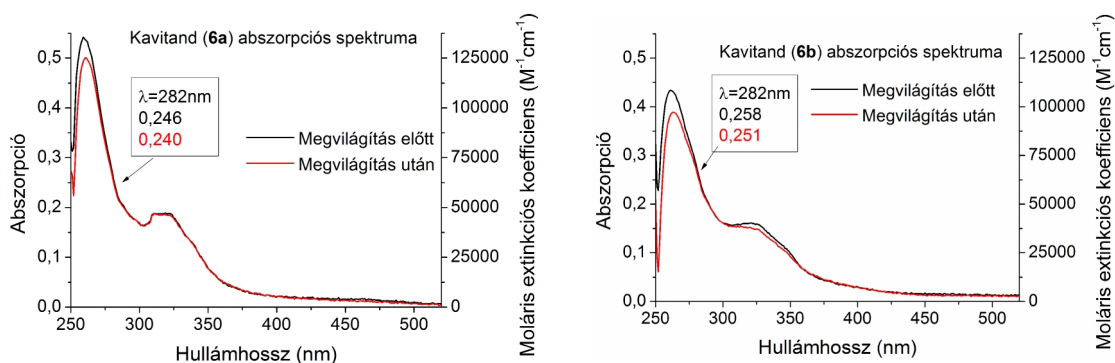 Kavitand (6a) abszorpciós spektruma
λ=282nm
0,246
0,240
Megvilágítás előtt
Megvilágítás után
Abszorpció
0,5
0,4
0,3
0,2
0,1
0,0
125000
100000
75000
50000
25000
0
Moláris extinkciós koefficiens (M-1cm-1)
250 300 350 400 450 500
Hullámhossz (nm)
Kavitand (6b) abszorpciós spektruma
λ=282nm
0,258
0,251
Megvilágítás előtt
Megvilágítás után
Abszorpció
0,5
0,4
0,3
0,2
0,1
0,0
125000
100000
75000
50000
25000
0
Moláris extinkciós koefficiens (M-1cm-1)
250 300 350 400 450 500
Hullámhossz (nm)